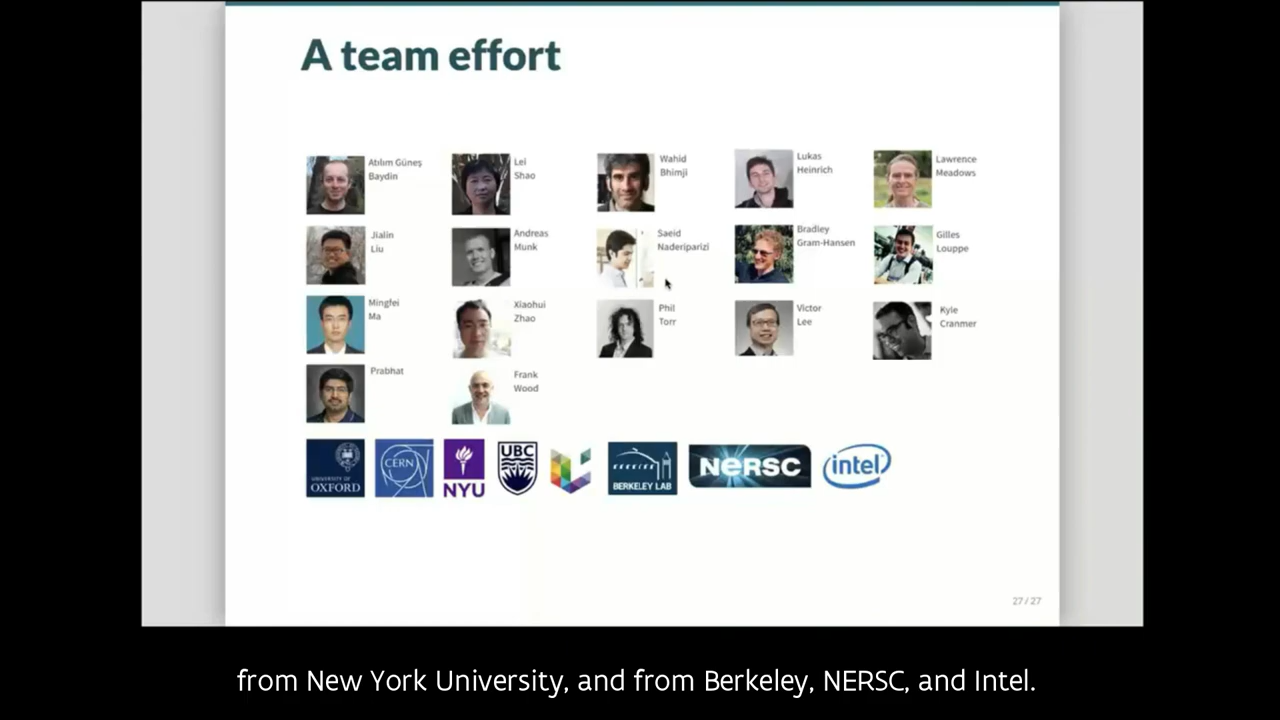 A team effort
Atılım Güneş
Baydin
Lei
Shao
Wahid
Bhimji
Lukas
Heinrich
Lawrence
Meadows
Jialin
Liu
Andreas
Munk
Saeid
Naderiparizi
Bradley
Gram-Hansen
Gilles
Louppe
Mingfei
Ma
Xiaohui
Zhao
Phil
Torr
Victor
Lee
Kyle
Cranmer
Prabhat
Frank
Wood
UNIVERSITY OF
OXFORD
CERN
NYU
UBC
BERKELEY LAB
NERSC
intel
27 / 27
from New York University, and from Berkeley, NERSC, and Intel.